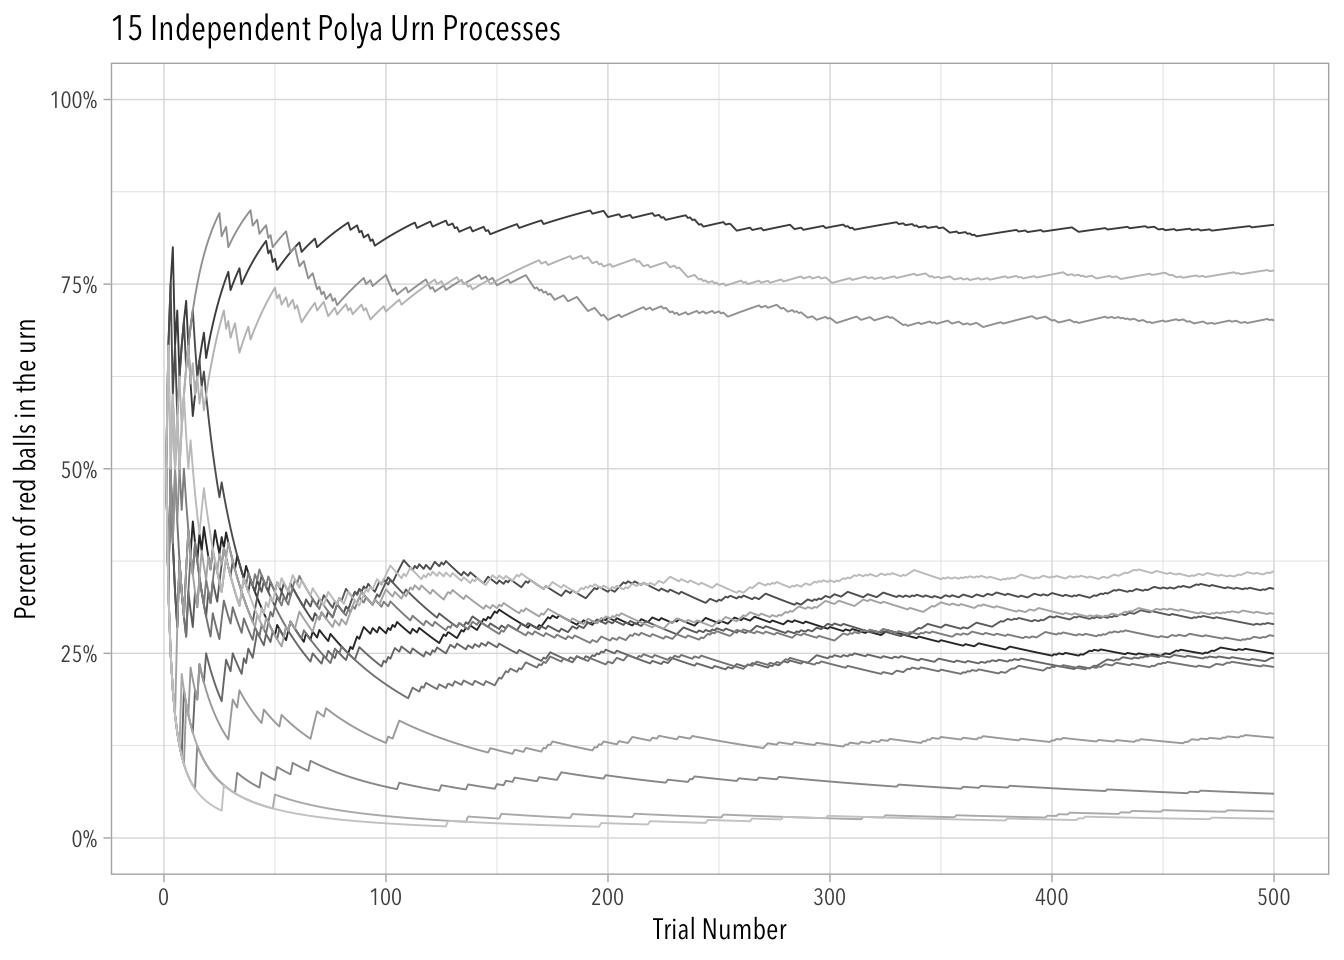 15 Independent Polya Urn Processes
Percent of red balls in the urn
100%
75%
50%
25%
0%
0 100 200 300 400 500
Trial Number